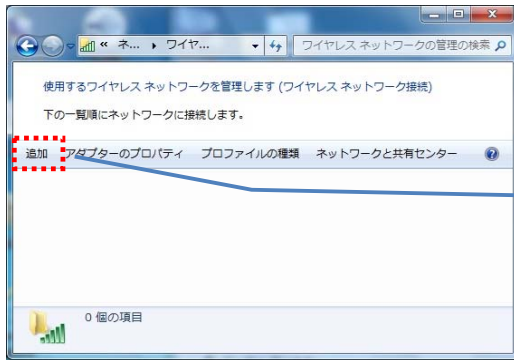 « ネ... ▸ ワイヤ... ワイヤレス ネットワークの管理の検索
使用するワイヤレス ネットワークを管理します (ワイヤレス ネットワーク接続)
下の一覧順にネットワークに接続します。
追加 アダプターのプロパティ プロファイルの種類 ネットワークと共有センター
0 個の項目